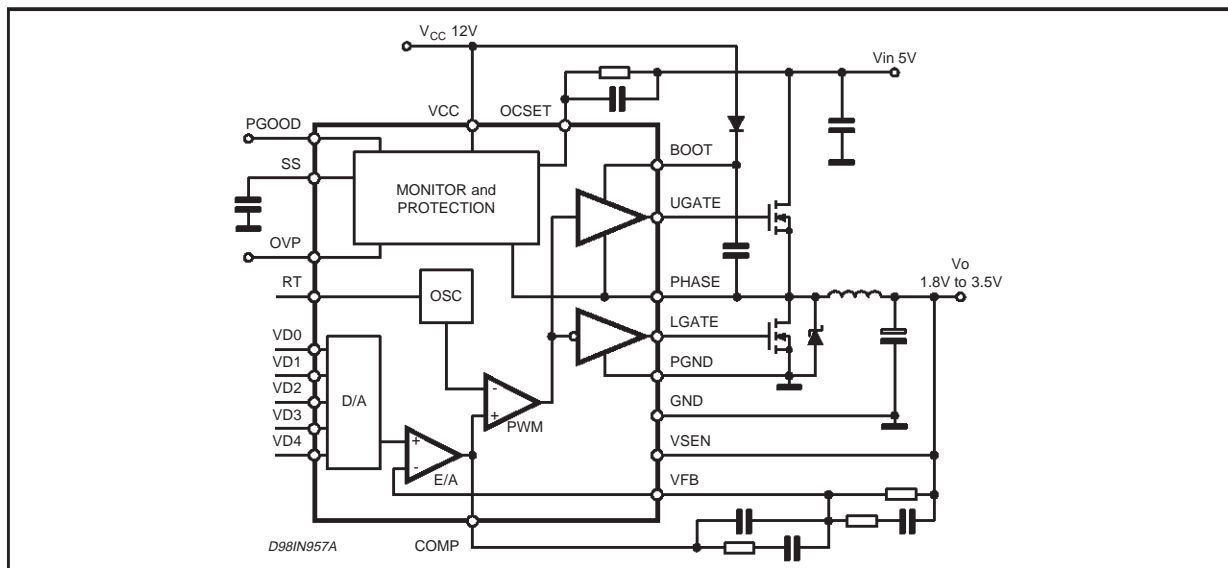 VCC 12V
Vin 5V
VCC
OCSET
PGOOD
BOOT
SS
MONITOR and
PROTECTION
UGATE
OVP
PHASE
Vo
1.8V to 3.5V
RT
OSC
LGATE
VD0
PGND
VD1
VD2
D/A
-
+
PWM
GND
VD3
VD4
+
-
E/A
VSEN
VFB
D98IN957A
COMP